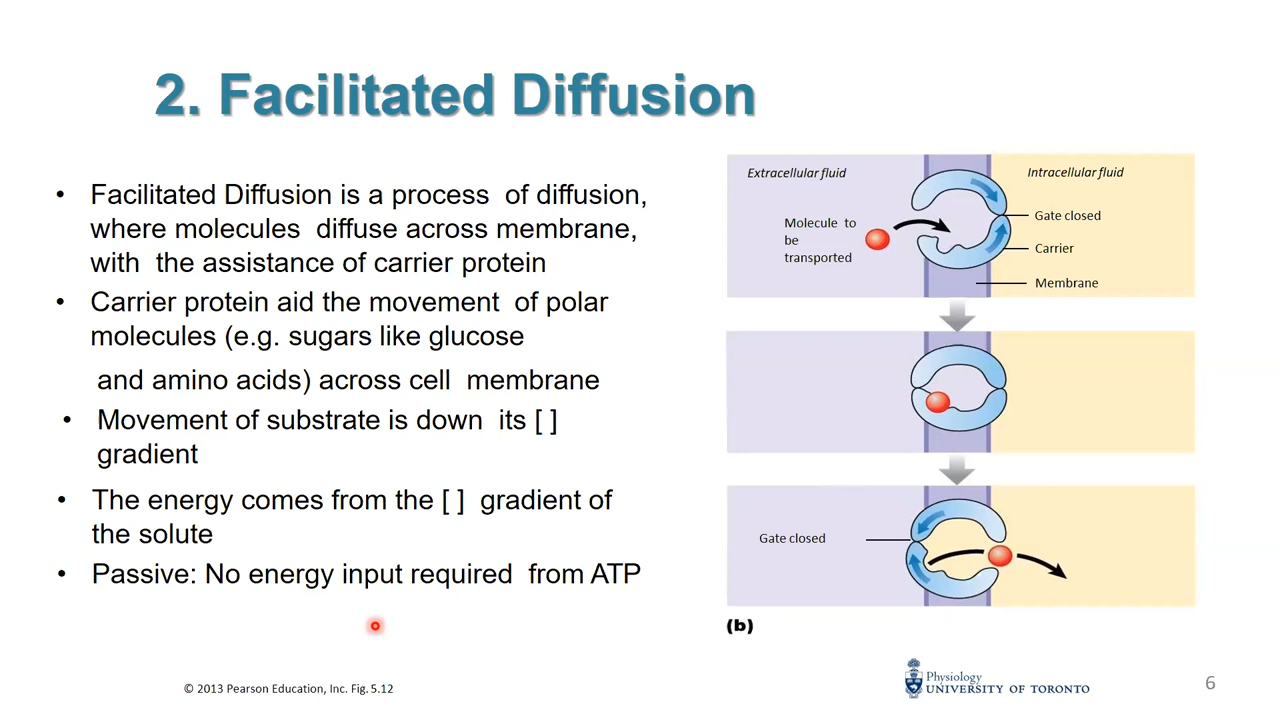 2. Facilitated Diffusion
• Facilitated Diffusion is a process of diffusion,
where molecules diffuse across membrane,
with the assistance of carrier protein
• Carrier protein aid the movement of polar
molecules (e.g. sugars like glucose
and amino acids) across cell membrane
• Movement of substrate is down its [ ]
gradient
• The energy comes from the [ ] gradient of
the solute
• Passive: No energy input required from ATP
Extracellular fluid
Intracellular fluid
Molecule to
be
transported
Gate closed
Carrier
Membrane
Gate closed
(b)
© 2013 Pearson Education, Inc. Fig. 5.12
Physiology
UNIVERSITY OF TORONTO
6